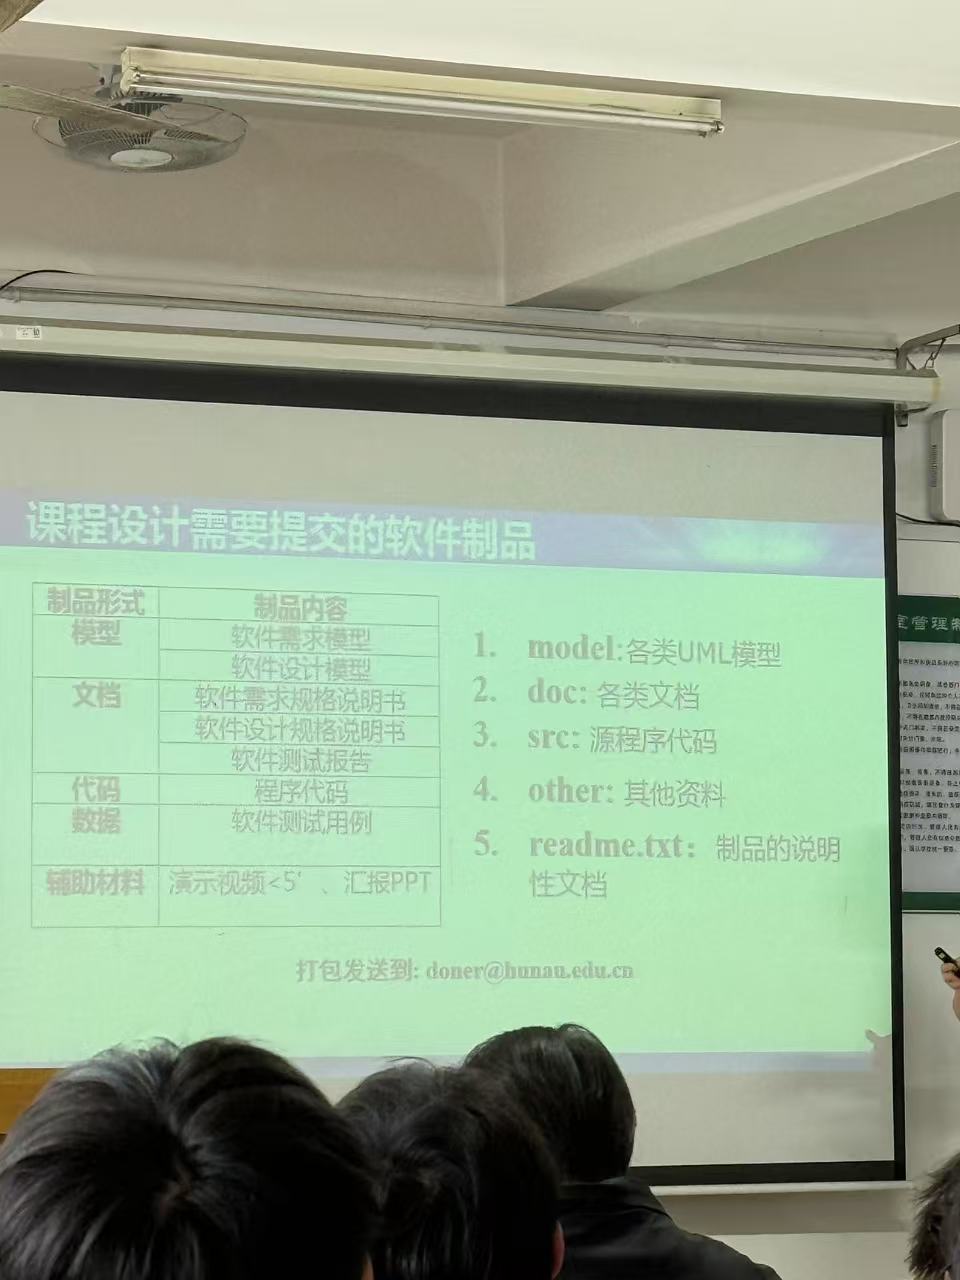 课程设计需要提交的软件制品
制品形式 制品内容
模型 软件需求模型
软件设计模型
文档 软件需求规格说明书
软件设计规格说明书
软件测试报告
代码 程序代码
数据 软件测试用例
辅助材料 演示视频<5'、汇报PPT
1. model:各类UML模型
2. doc: 各类文档
3. src: 源程序代码
4. other: 其他资料
5. readme.txt：制品的说明
性文档
打包发送到: doner@hunau.edu.cn
室管理制